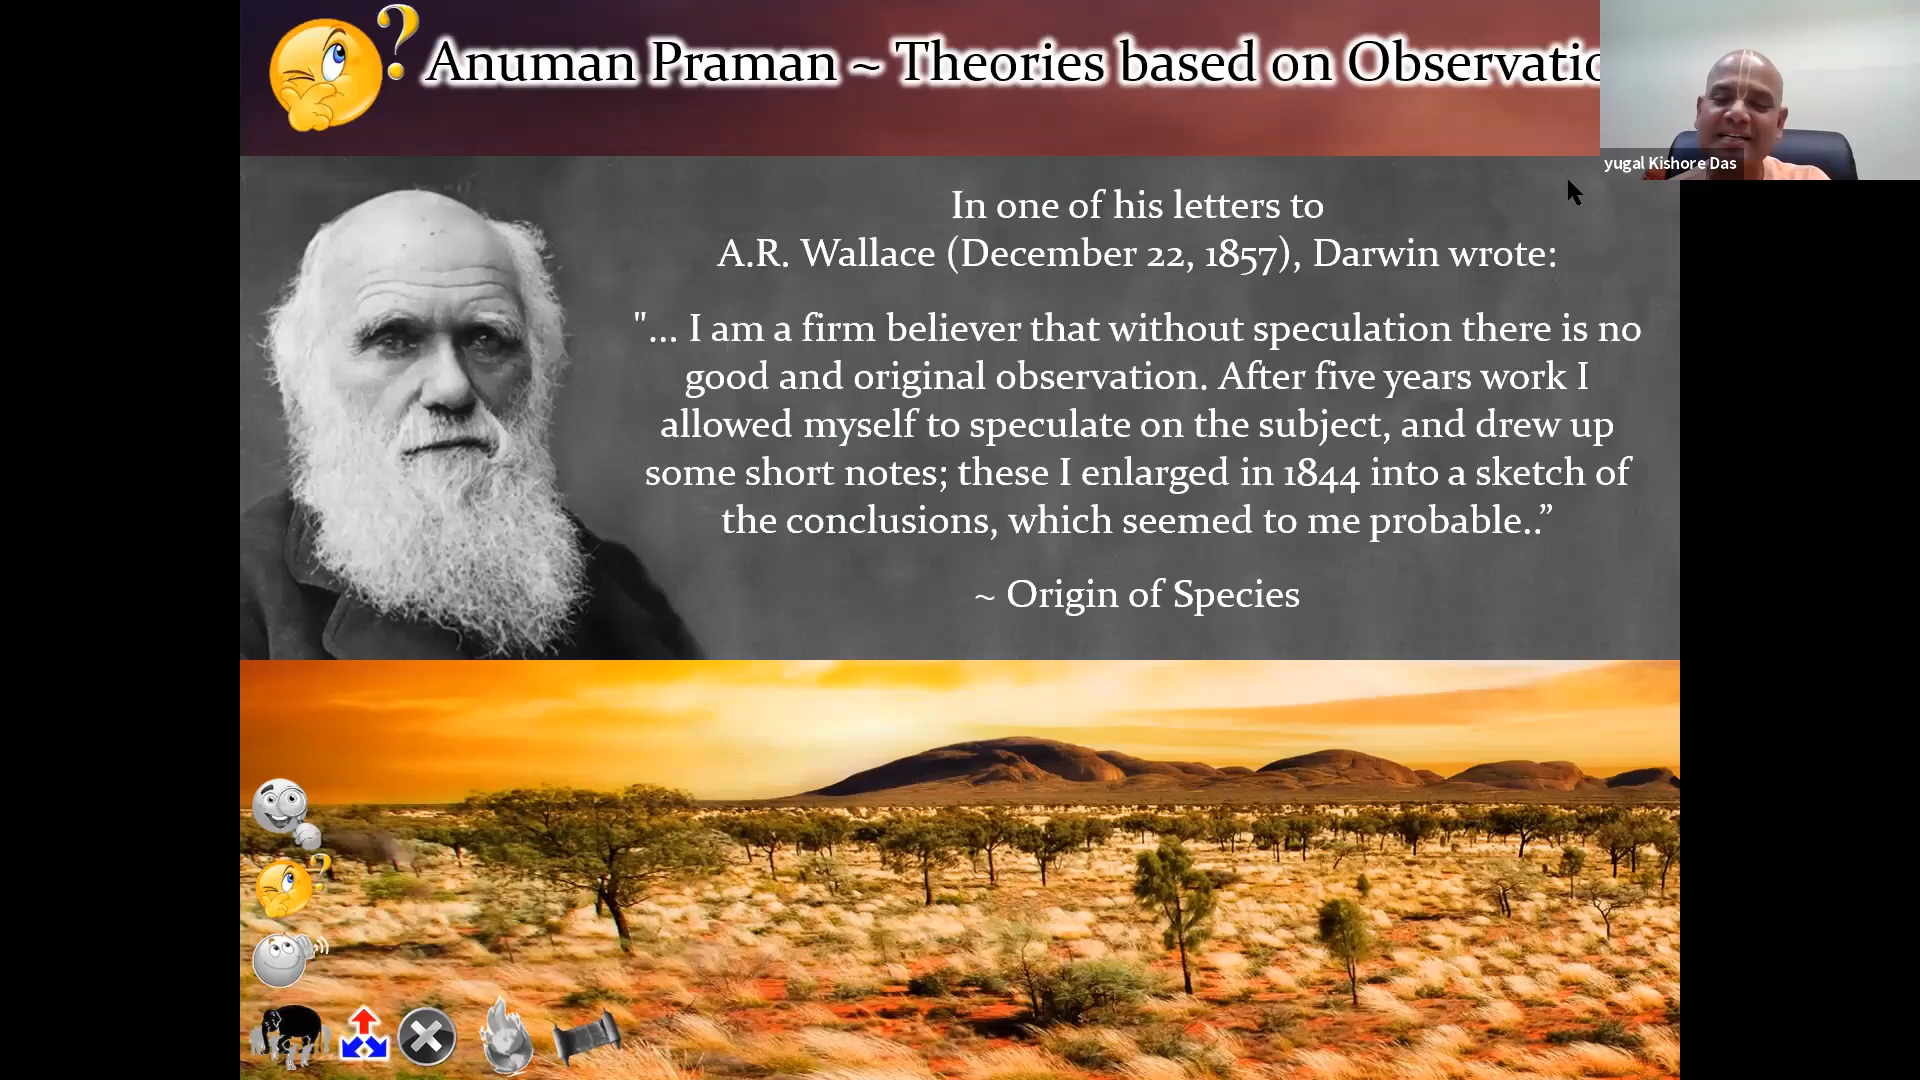 Anuman Praman ~ Theories based on Observatio
yugal Kishore Das
In one of his letters to
A.R. Wallace (December 22, 1857), Darwin wrote:
"... I am a firm believer that without speculation there is no
good and original observation. After five years work I
allowed myself to speculate on the subject, and drew up
some short notes; these I enlarged in 1844 into a sketch of
the conclusions, which seemed to me probable..”
~ Origin of Species